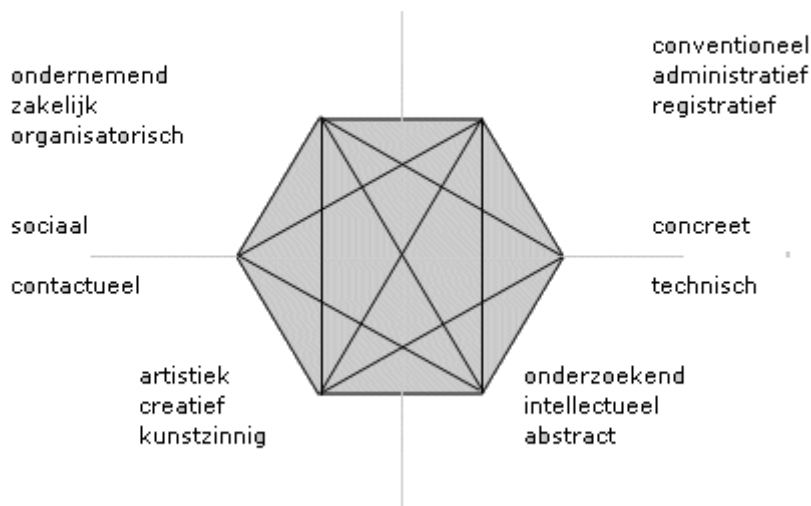 ondernemend
zakelijk
organisatorisch
conventioneel
administratief
registratief
sociaal
contactueel
concreet
technisch
artistiek
creatief
kunstzinnig
onderzoekend
intellectueel
abstract